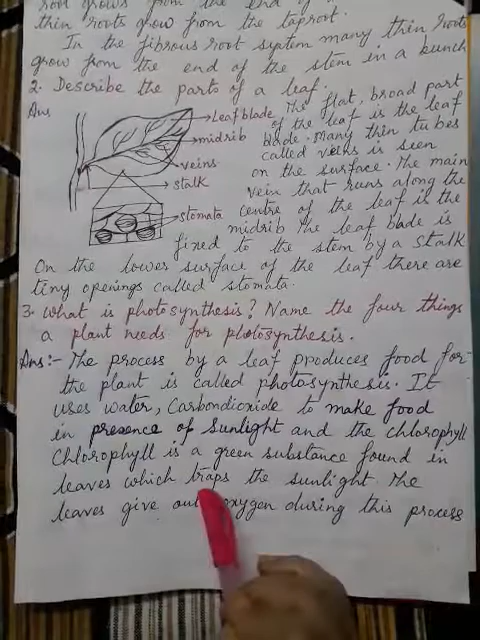 root grows from the end of
thin roots grow from the taproot.
In the fibrous root system many thin roots
grow from the end of the stem in a bunch
2. Describe the parts of a leaf.
Ans
Leaf blade
midrib
veins
stalk
stomata
The flat, broad part
of the leaf is the leaf
blade. Many thin tubes
called veins is seen
on the surface. The main
vein that runs along the
centre of the leaf is the
midrib the leaf blade is
fixed to the stem by a stalk
On the lower surface of the leaf there are
tiny openings called stomata.
3. What is photosynthesis? Name the four things
a plant needs for photosynthesis.
Ans:- The process by a leaf produces food for
the plant is called photosynthesis. It
uses water, Carbondioxide to make food
in presence of Sunlight and the chlorophyll
Chlorophyll is a green substance found in
leaves which traps the sunlight. The
leaves give out oxygen during this process